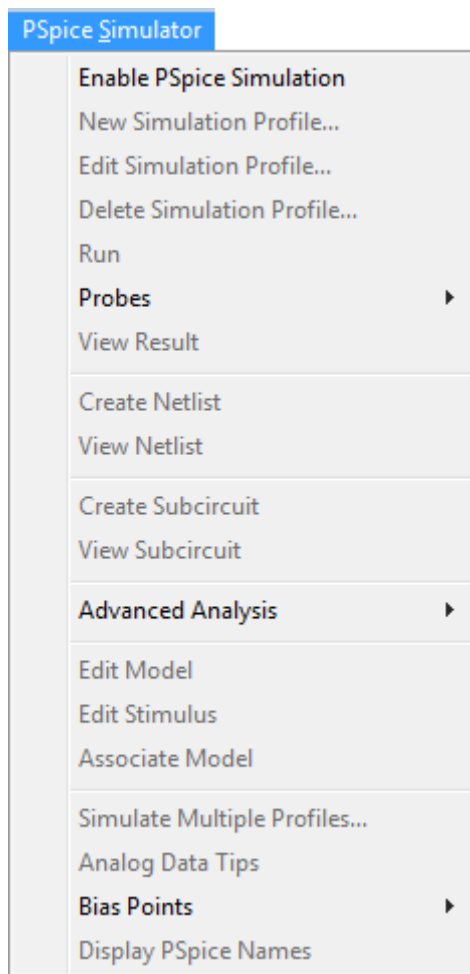 PSpice Simulator
Enable PSpice Simulation
New Simulation Profile...
Edit Simulation Profile...
Delete Simulation Profile...
Run
Probes
View Result
Create Netlist
View Netlist
Create Subcircuit
View Subcircuit
Advanced Analysis
Edit Model
Edit Stimulus
Associate Model
Simulate Multiple Profiles...
Analog Data Tips
Bias Points
Display PSpice Names